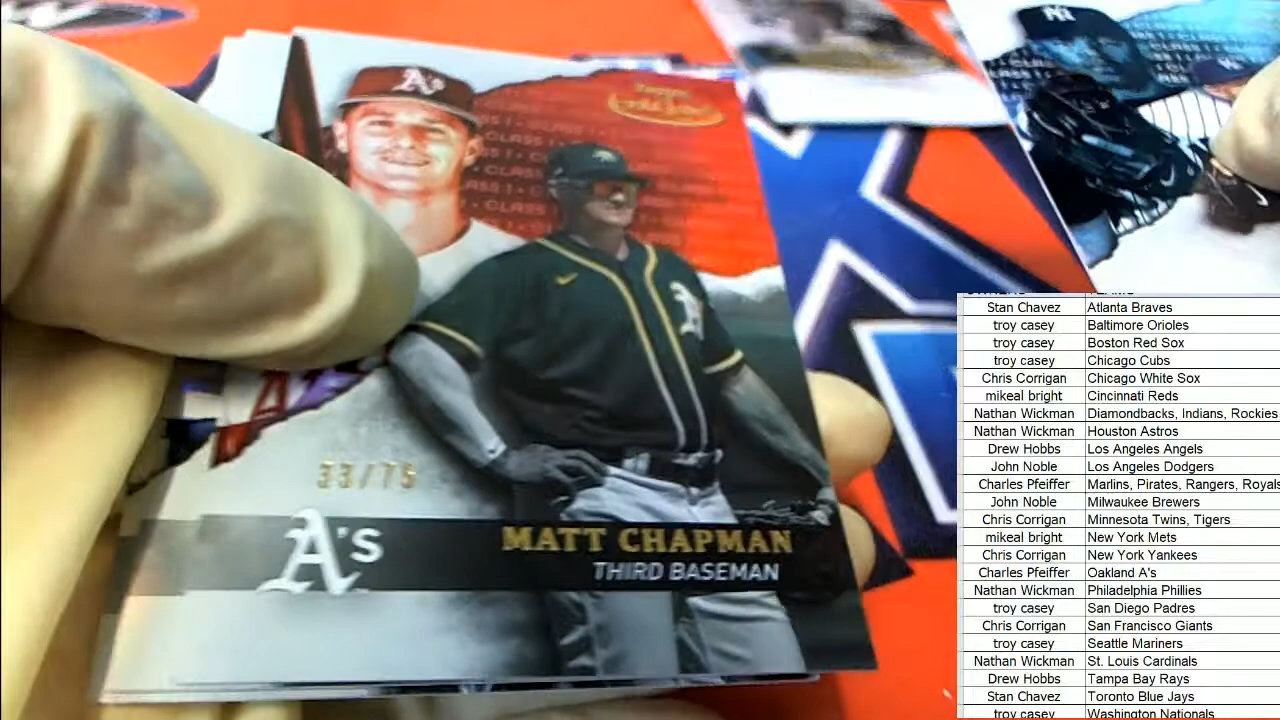 A's
Topps
CLASS 1 • CLASS
33/75
A's
MATT CHAPMAN
THIRD BASEMAN
Stan Chavez Atlanta Braves
troy casey Baltimore Orioles
troy casey Boston Red Sox
troy casey Chicago Cubs
Chris Corrigan Chicago White Sox
mikeal bright Cincinnati Reds
Nathan Wickman Diamondbacks, Indians, Rockies
Nathan Wickman Houston Astros
Drew Hobbs Los Angeles Angels
John Noble Los Angeles Dodgers
Charles Pfeiffer Marlins, Pirates, Rangers, Royals
John Noble Milwaukee Brewers
Chris Corrigan Minnesota Twins, Tigers
mikeal bright New York Mets
Chris Corrigan New York Yankees
Charles Pfeiffer Oakland A's
Nathan Wickman Philadelphia Phillies
troy casey San Diego Padres
Chris Corrigan San Francisco Giants
troy casey Seattle Mariners
Nathan Wickman St. Louis Cardinals
Drew Hobbs Tampa Bay Rays
Stan Chavez Toronto Blue Jays
troy casey Washington Nationals